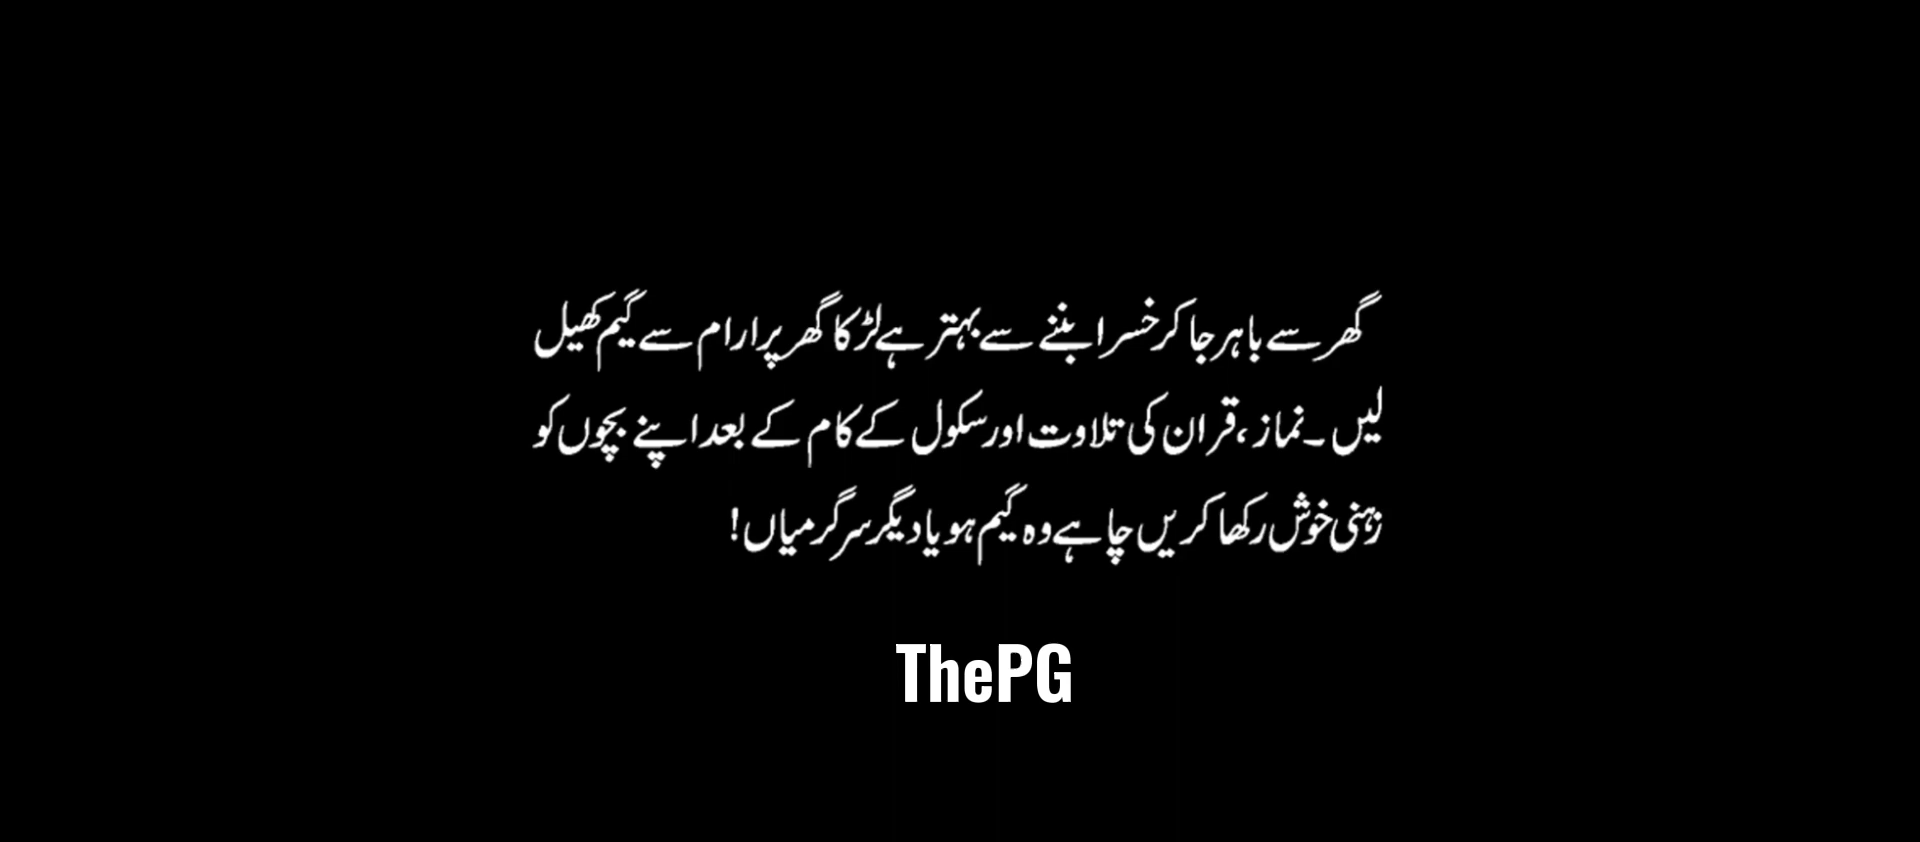 گھر سے باہر جا کر خسرا بننے سے بہتر ہے لڑکا گھر پر ارام سے گیم کھیل
لیں ۔ نماز ، قران کی تلاوت اور سکول کے کام کے بعد اپنے بچوں کو
زہنی خوش رکھا کریں چاہے وہ گیم ہو یا دیگر سرگرمیاں !
ThePG